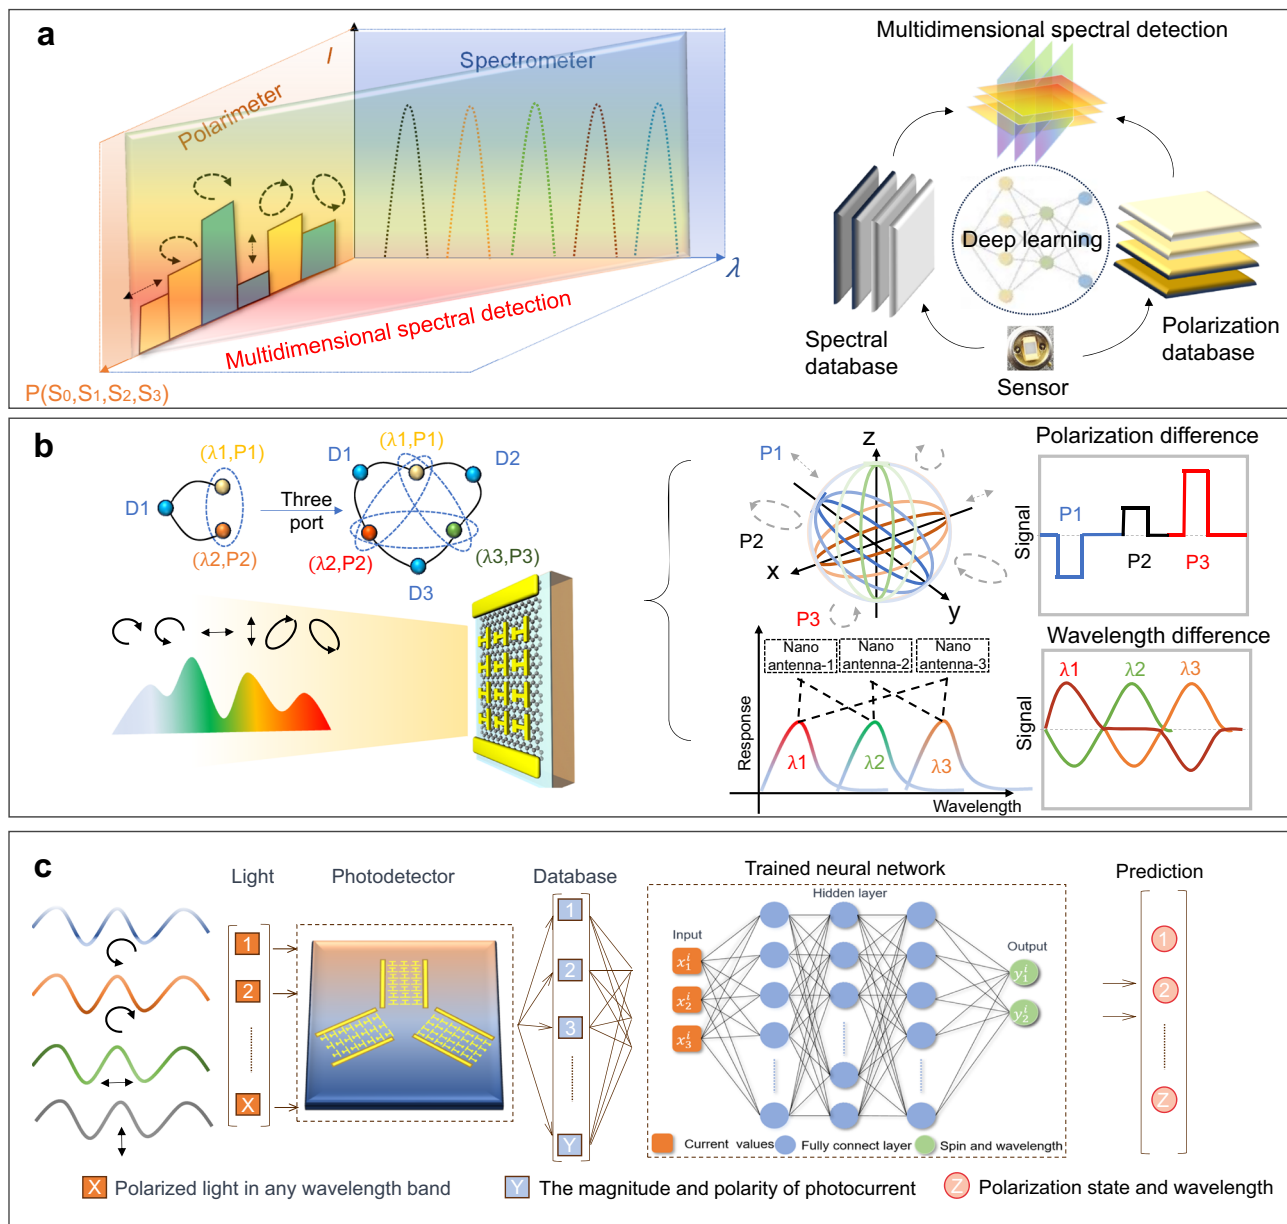 a
I
Polarimeter
Spectrometer
λ
Multidimensional spectral detection
P(S₀,S₁,S₂,S₃)
Multidimensional spectral detection
Deep learning
Spectral
database
Sensor
Polarization
database
b
(λ1,P1)
D1
(λ2,P2)
Three
port
(λ1,P1)
D1
D2
(λ2,P2)
(λ3,P3)
D3
z
P1
P2
x
y
P3
Polarization difference
Signal
P1
P2
P3
Nano
antenna-1
Nano
antenna-2
Nano
antenna-3
Response
λ1
λ2
λ3
Wavelength
Wavelength difference
Signal
λ1
λ2
λ3
c
Light
Photodetector
Database
Trained neural network
Prediction
1
2
X
1
2
3
Y
Hidden layer
Input
x₁ⁱ
x₂ⁱ
x₃ⁱ
Output
y₁ⁱ
y₂ⁱ
Current values
Fully connect layer
Spin and wavelength
1
2
Z
X Polarized light in any wavelength band
Y The magnitude and polarity of photocurrent
Z Polarization state and wavelength